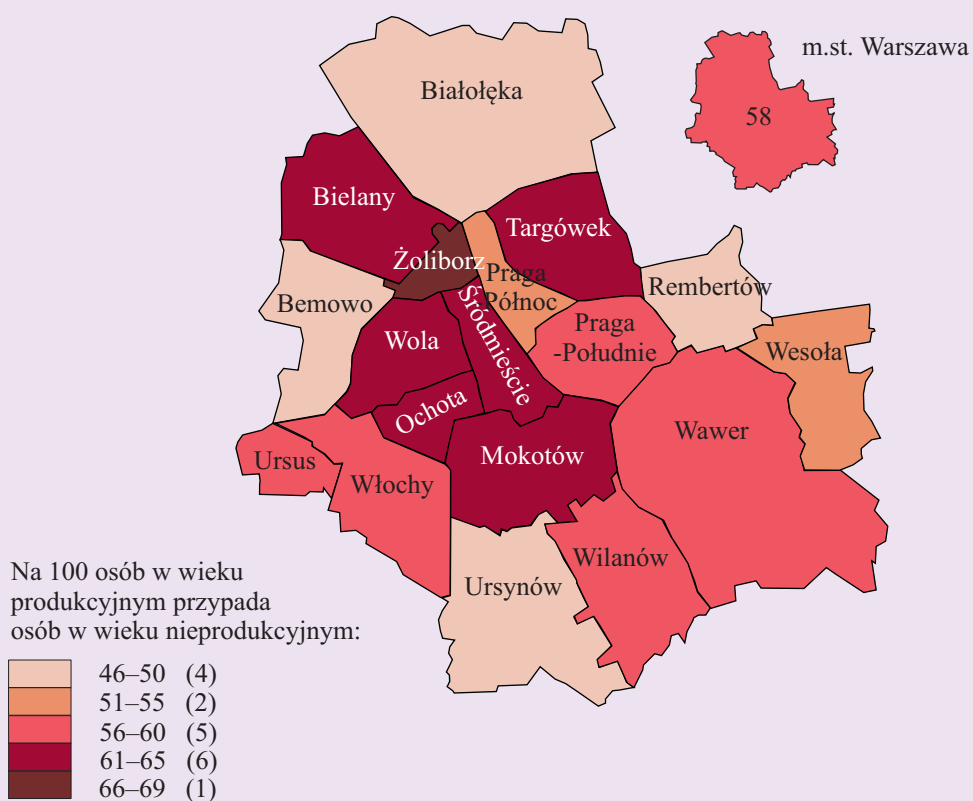 m.st. Warszawa
58
Białołęka
Bielany
Targówek
Żoliborz
Praga
Północ
Rembertów
Bemowo
Śródmieście
Praga
-Południe
Wola
Wesoła
Ochota
Wawer
Mokotów
Ursus
Włochy
Wilanów
Ursynów
Na 100 osób w wieku
produkcyjnym przypada
osób w wieku nieprodukcyjnym:
46–50 (4)
51–55 (2)
56–60 (5)
61–65 (6)
66–69 (1)